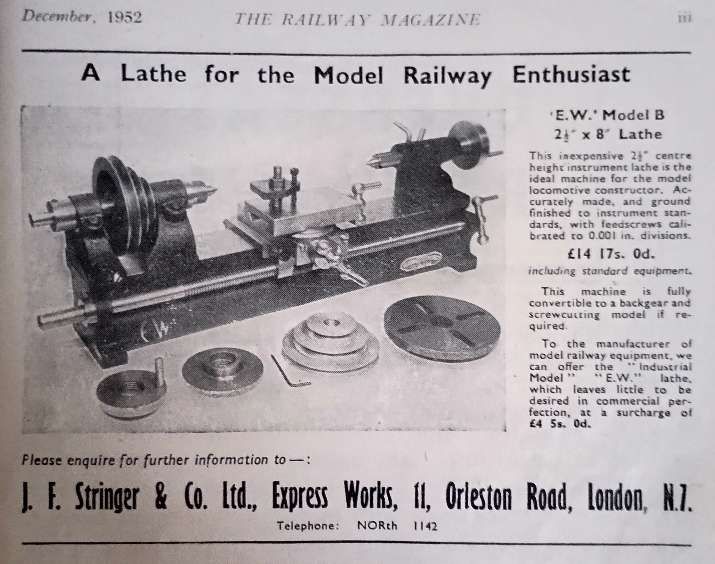 December, 1952 THE RAILWAY MAGAZINE iii
A Lathe for the Model Railway Enthusiast
'E.W.' Model B
2½″ x 8″ Lathe
This inexpensive 2½″ centre
height instrument lathe is the
ideal machine for the model
locomotive constructor. Ac-
curately made, and ground
finished to instrument stan-
dards, with feedscrews cali-
brated to 0.001 in. divisions.
£14 17s. 0d.
including standard equipment.
This machine is fully
convertible to a backgear and
screwcutting model if re-
quired.
To the manufacturer of
model railway equipment, we
can offer the "Industrial
Model" "E.W." lathe,
which leaves little to be
desired in commercial per-
fection, at a surcharge of
£4 5s. 0d.
Please enquire for further information to —:
J. F. Stringer & Co. Ltd., Express Works, 11, Orleston Road, London, N.7.
Telephone: NORth 1142